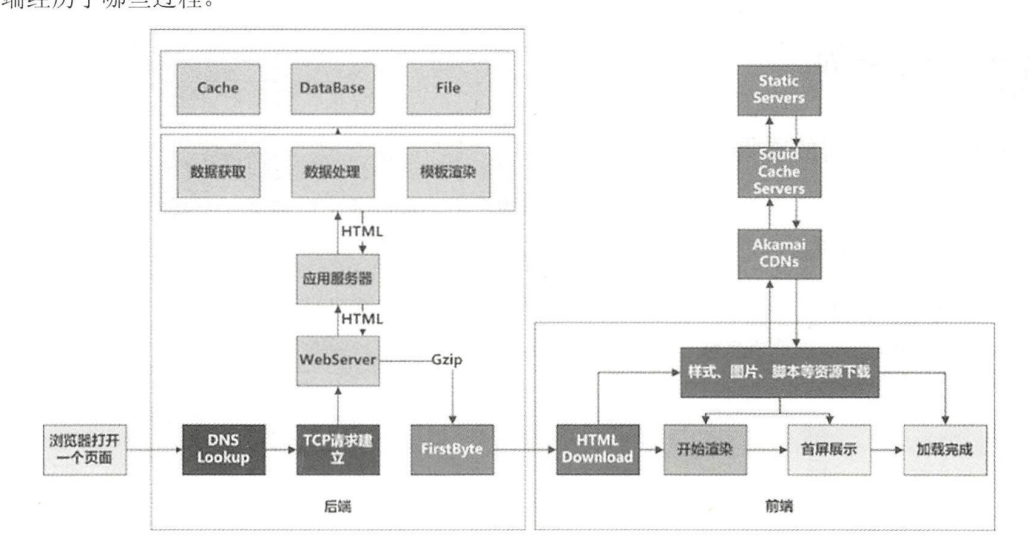 端经历了哪些过程。
Cache
DataBase
File
数据获取
数据处理
模板渲染
HTML
应用服务器
HTML
WebServer
Gzip
浏览器打开
一个页面
DNS
Lookup
TCP请求建
立
FirstByte
后端
Static
Servers
Squid
Cache
Servers
Akamai
CDNs
样式、图片、脚本等资源下载
HTML
Download
开始渲染
首屏展示
加载完成
前端